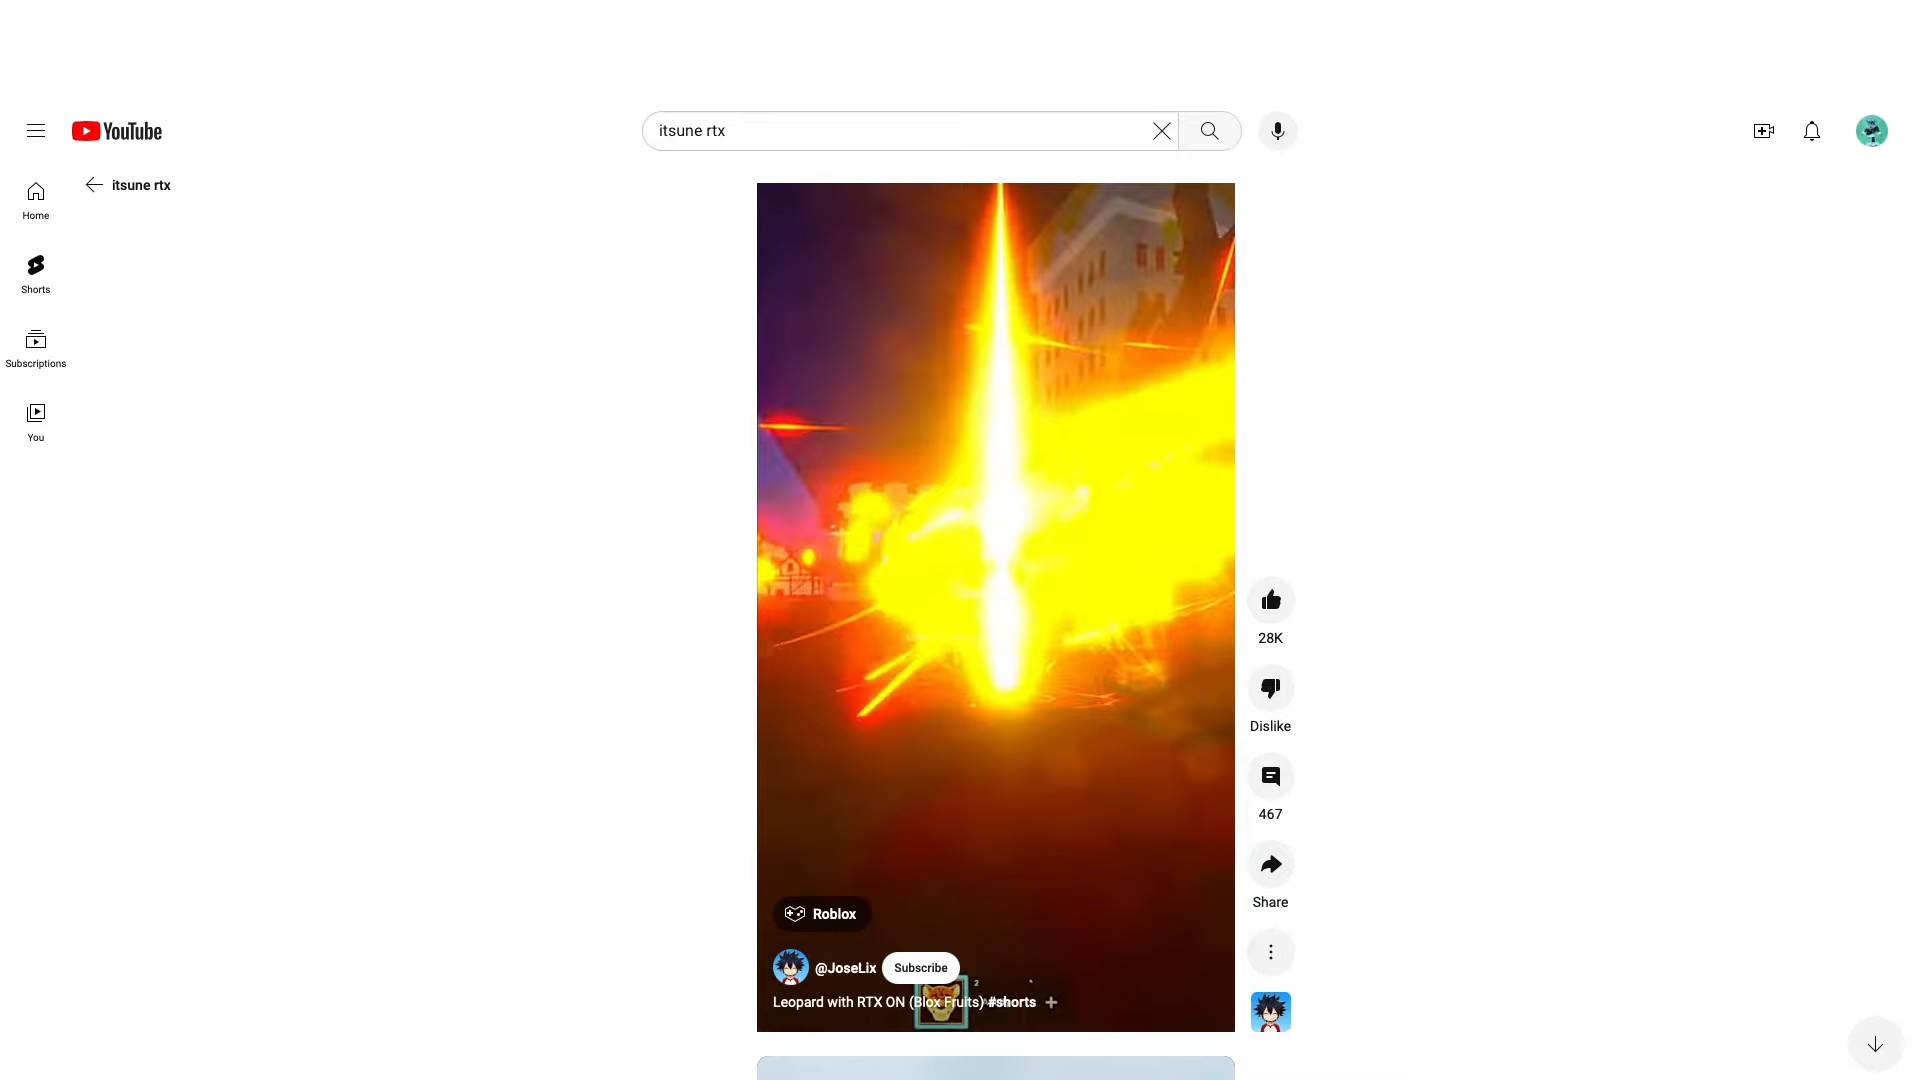 YouTube
itsune rtx
itsune rtx
Home
Shorts
Subscriptions
You
28K
Dislike
467
Share
Roblox
@JoseLix Subscribe
2
Leopard with RTX ON (Blox Fruits) #shorts